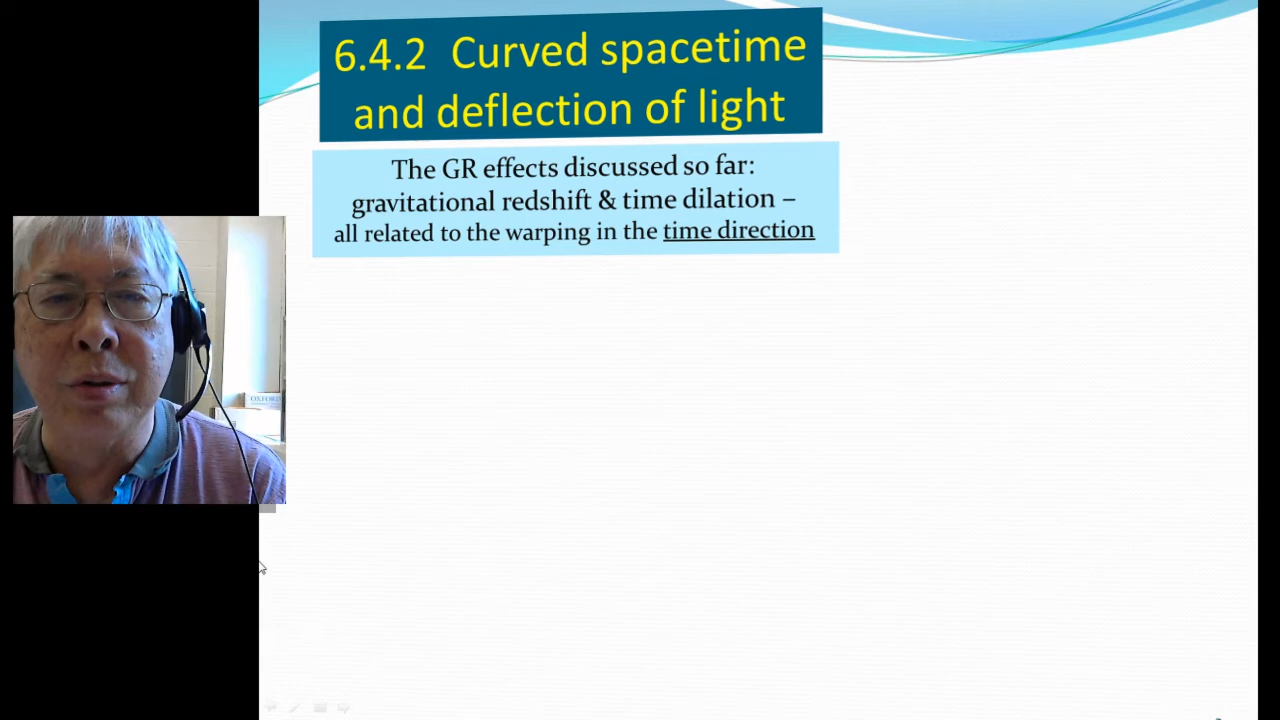 6.4.2 Curved spacetime
and deflection of light
The GR effects discussed so far:
gravitational redshift & time dilation –
all related to the warping in the time direction
OXFORD